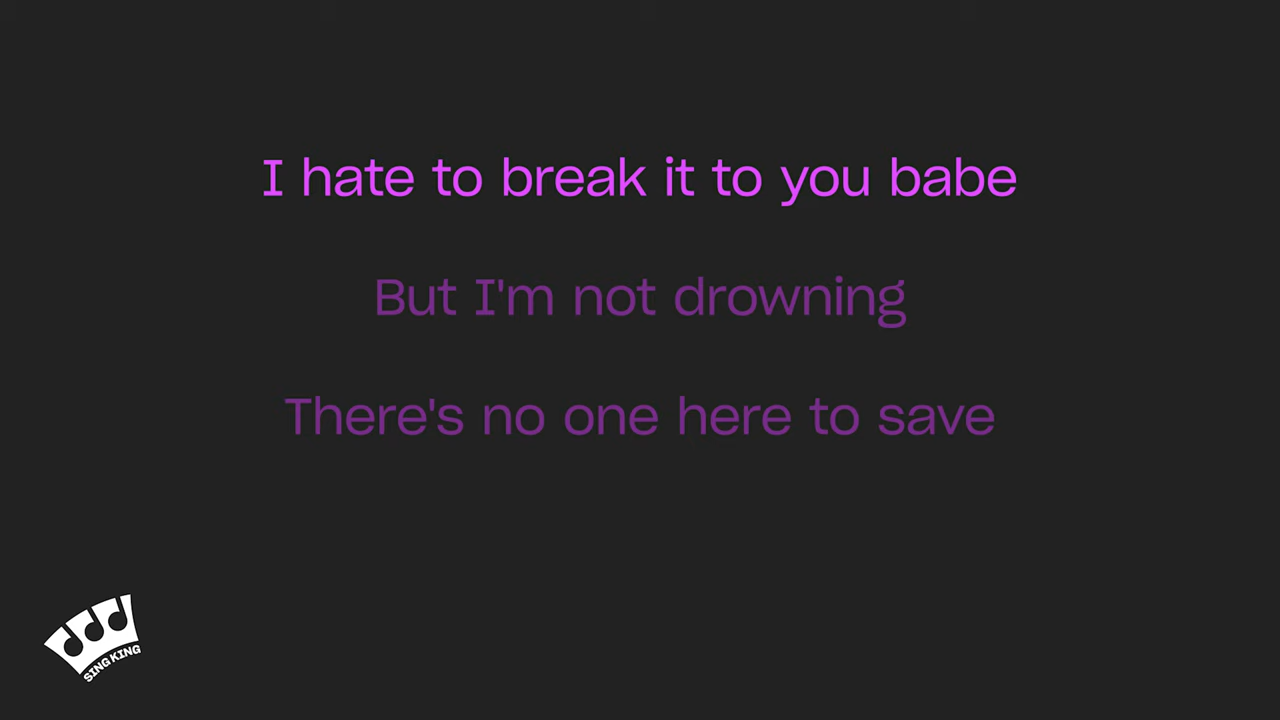 I hate to break it to you babe
But I'm not drowning
There's no one here to save
SING KING